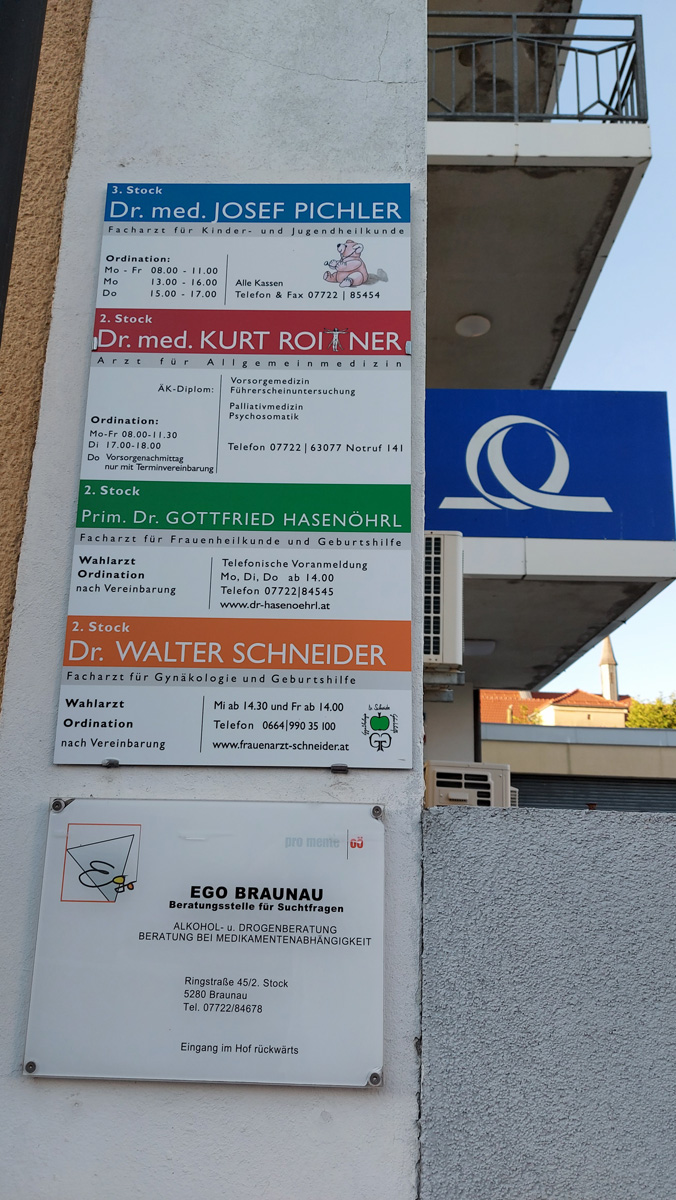 3. Stock
Dr. med. JOSEF PICHLER
Facharzt für Kinder- und Jugendheilkunde
Ordination:
Mo - Fr 08.00 - 11.00
Mo 13.00 - 16.00
Do 15.00 - 17.00
Alle Kassen
Telefon & Fax 07722 | 85454
2. Stock
Dr. med. KURT ROITNER
Arzt für Allgemeinmedizin
ÄK-Diplom:
Vorsorgemedizin
Führerscheinuntersuchung
Palliativmedizin
Psychosomatik
Ordination:
Mo-Fr 08.00-11.30
Di 17.00-18.00
Do Vorsorgenachmittag
nur mit Terminvereinbarung
Telefon 07722 | 63077 Notruf 141
2. Stock
Prim. Dr. GOTTFRIED HASENÖHRL
Facharzt für Frauenheilkunde und Geburtshilfe
Wahlarzt
Ordination
nach Vereinbarung
Telefonische Voranmeldung
Mo, Di, Do ab 14.00
Telefon 07722|84545
www.dr-hasenoehrl.at
2. Stock
Dr. WALTER SCHNEIDER
Facharzt für Gynäkologie und Geburtshilfe
Wahlarzt
Ordination
nach Vereinbarung
Mi ab 14.30 und Fr ab 14.00
Telefon 0664|990 35 100
www.frauenarzt-schneider.at
pro mente
EGO BRAUNAU
Beratungsstelle für Suchtfragen
ALKOHOL- u. DROGENBERATUNG
BERATUNG BEI MEDIKAMENTENABHÄNGIGKEIT
Ringstraße 45/2. Stock
5280 Braunau
Tel. 07722/84678
Eingang im Hof rückwärts